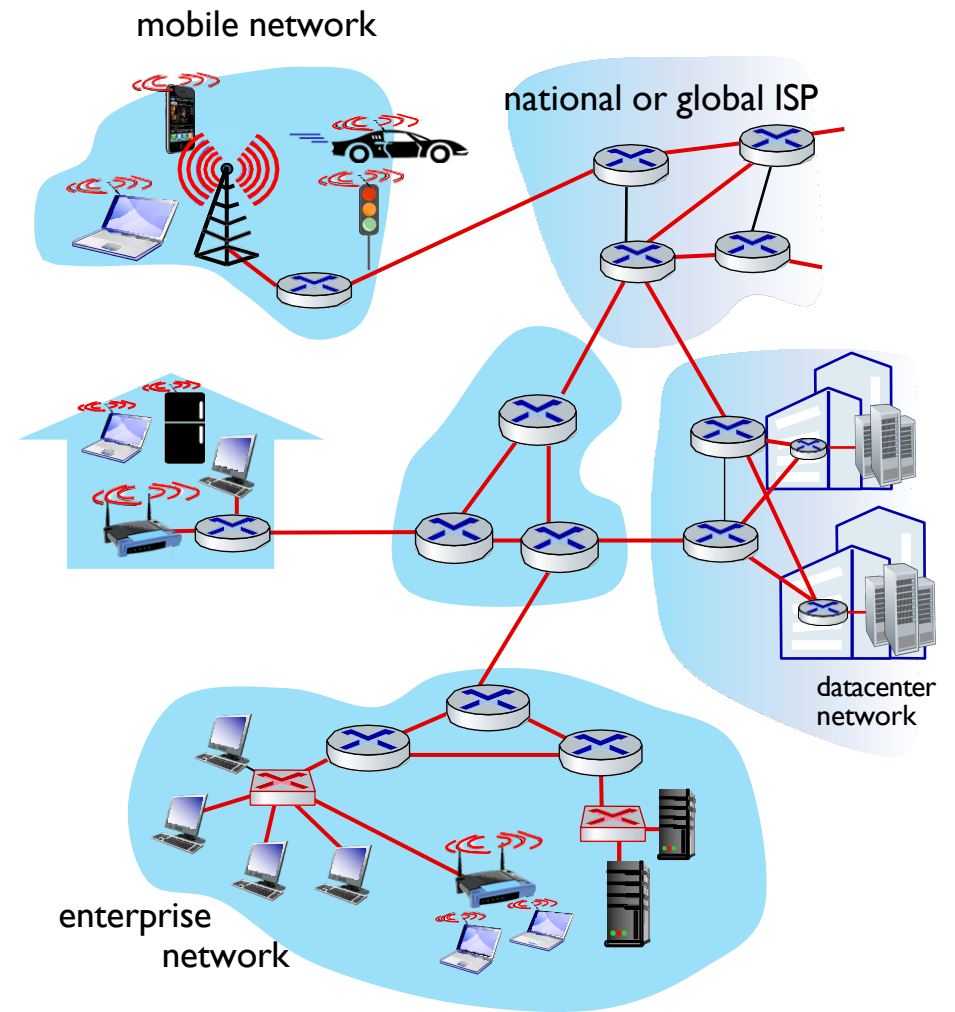 mobile network
national or global ISP
datacenter
network
enterprise
network